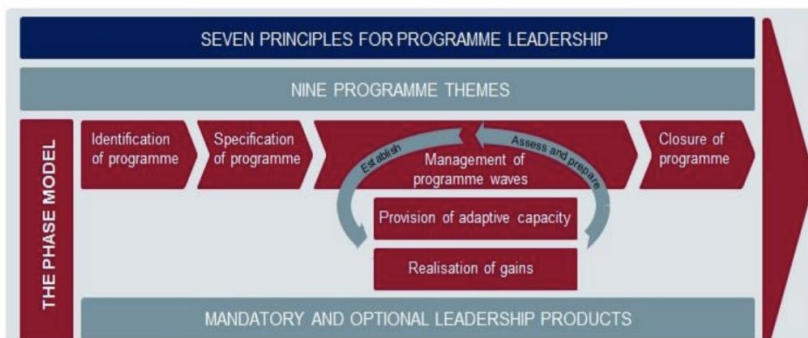 SEVEN PRINCIPLES FOR PROGRAMME LEADERSHIP
NINE PROGRAMME THEMES
THE PHASE MODEL
Identification
of programme
Specification
of programme
Establish
Assess and prepare
Management of
programme waves
Closure of
programme
Provision of adaptive capacity
Realisation of gains
MANDATORY AND OPTIONAL LEADERSHIP PRODUCTS